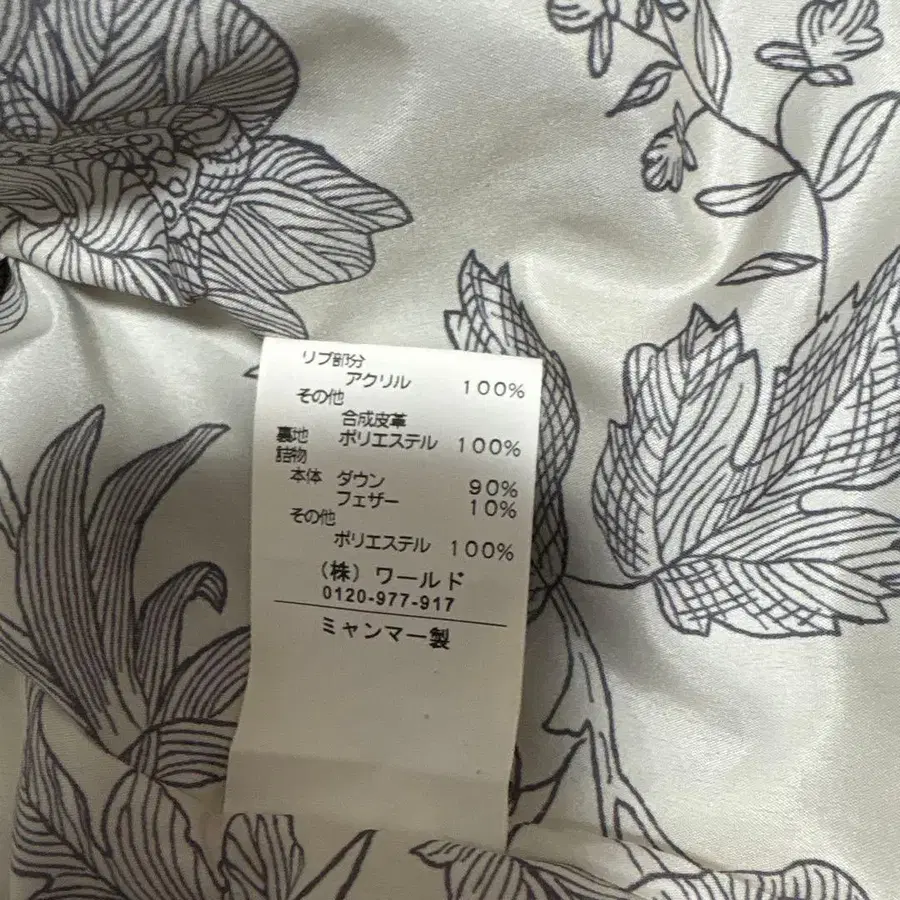 リブ部分
アクリル 100%
その他
合成皮革
裏地 ポリエステル 100%
詰物
本体 ダウン 90%
フェザー 10%
その他
ポリエステル 100%
(株) ワールド
0120-977-917
ミャンマー製